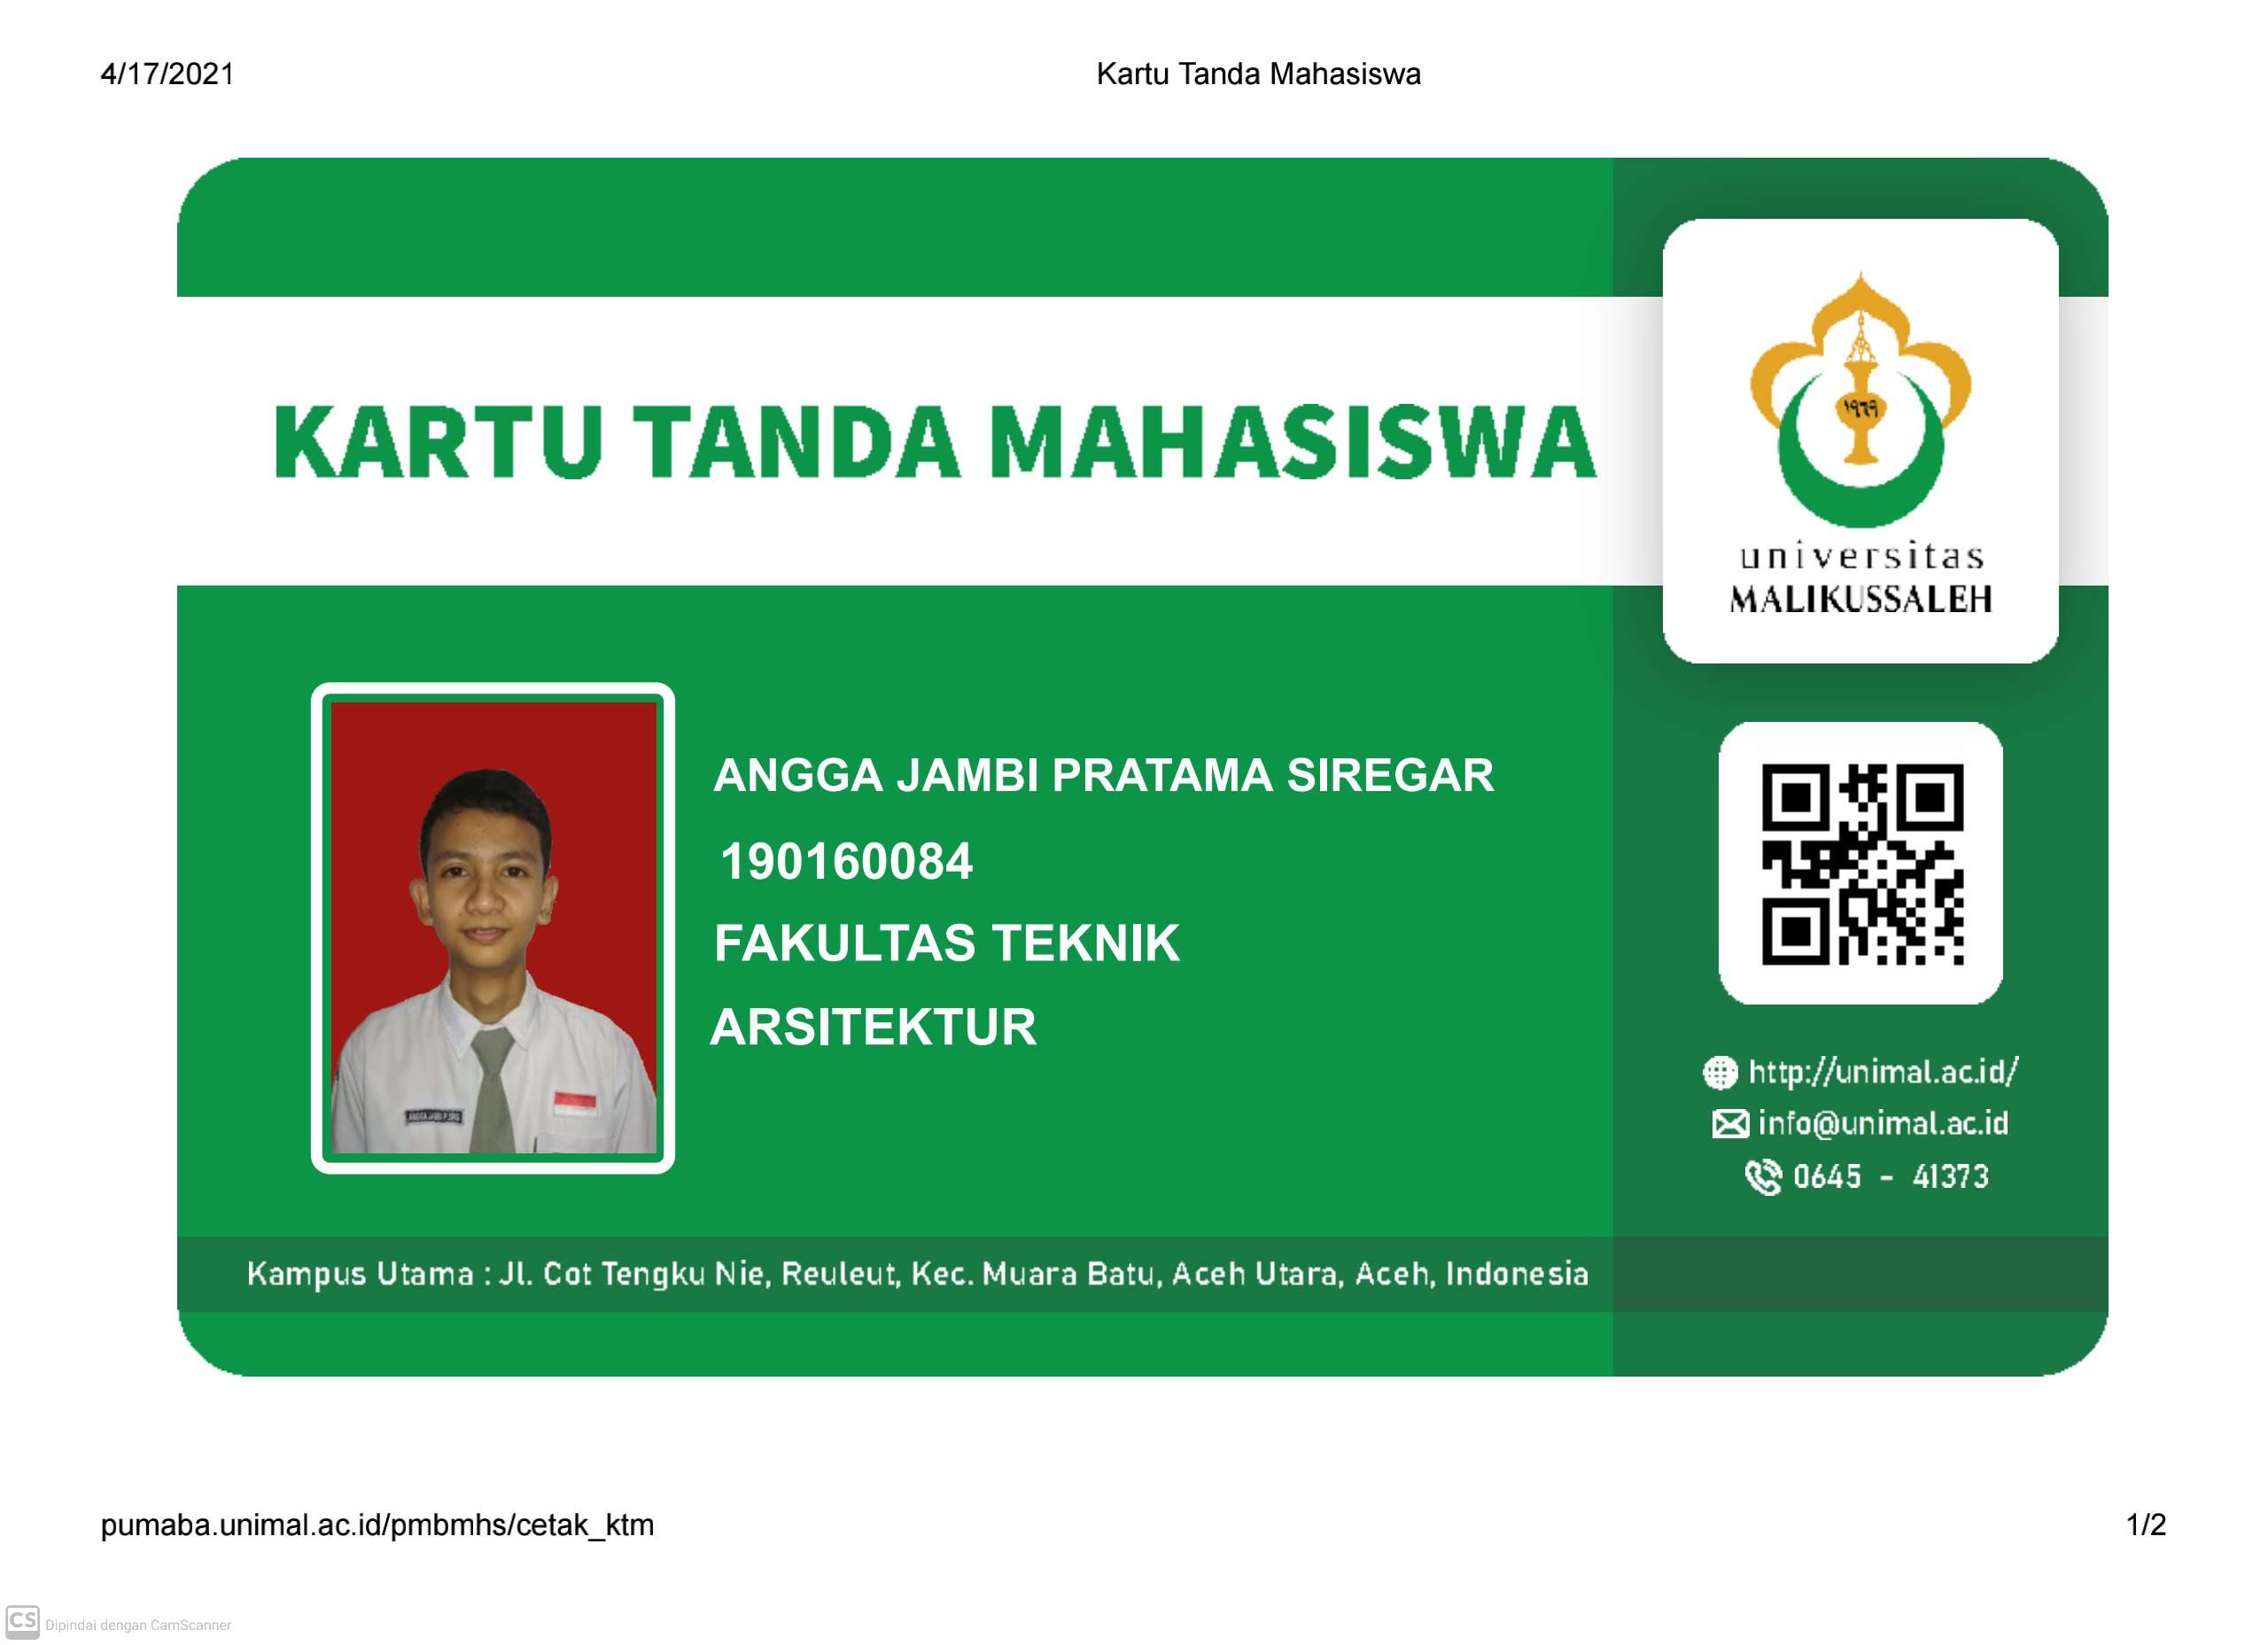 4/17/2021
Kartu Tanda Mahasiswa
KARTU TANDA MAHASISWA
١٩٦٩
universitas
MALIKUSSALEH
ANGGA JAMBI PRATAMA SIREGAR
190160084
FAKULTAS TEKNIK
ARSITEKTUR
http://unimal.ac.id/
info@unimal.ac.id
0645 - 41373
Kampus Utama : Jl. Cot Tengku Nie, Reuleut, Kec. Muara Batu, Aceh Utara, Aceh, Indonesia
pumaba.unimal.ac.id/pmbmhs/cetak_ktm
1/2
CS Dipindai dengan CamScanner